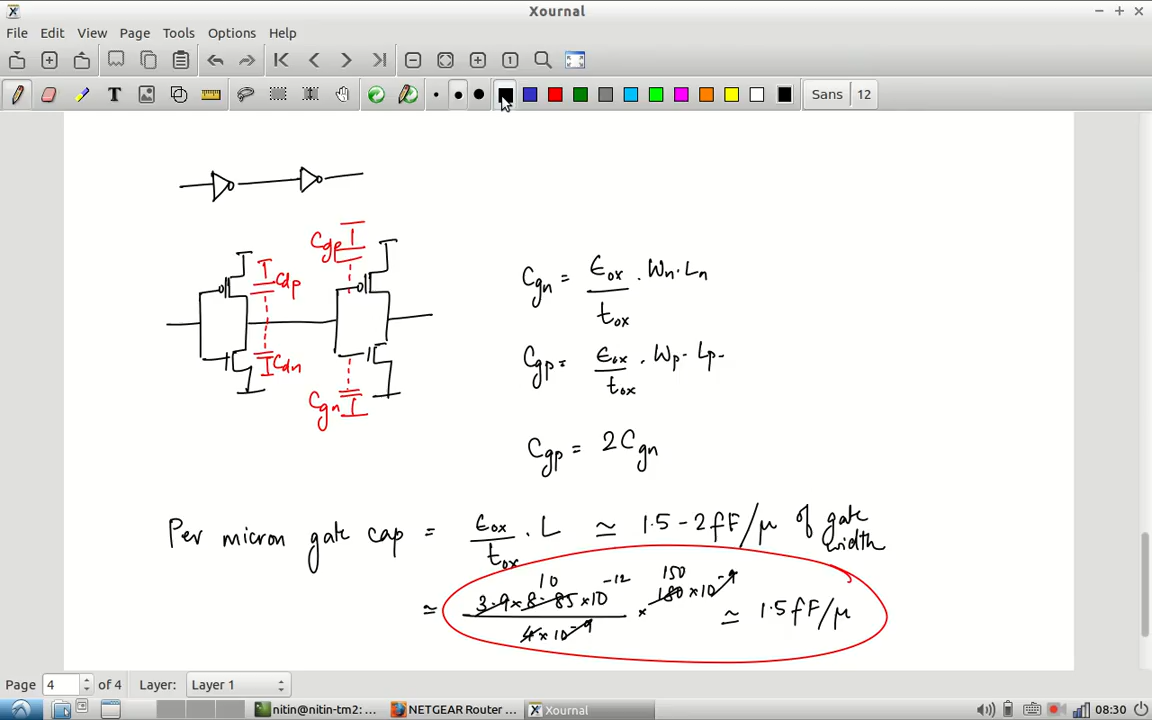 Xournal
File Edit View Page Tools Options Help
Sans 12
Cgp
Cdp
Cdn
Cgn
Cgn = ϵox/tox . Wn. Ln
Cgp = ϵox/tox . Wp. Lp.
Cgp = 2Cgn
Per micron gate cap = ϵox/tox . L ≃ 1.5-2fF/μ of gate width
10 150
≃ 3.9×8.85×10^-12/4×10^-9 × 180×10^-9 ≃ 1.5fF/μ
Page 4 of 4 Layer: Layer 1
nitin@nitin-tm2: ... NETGEAR Router ... Xournal 08:30